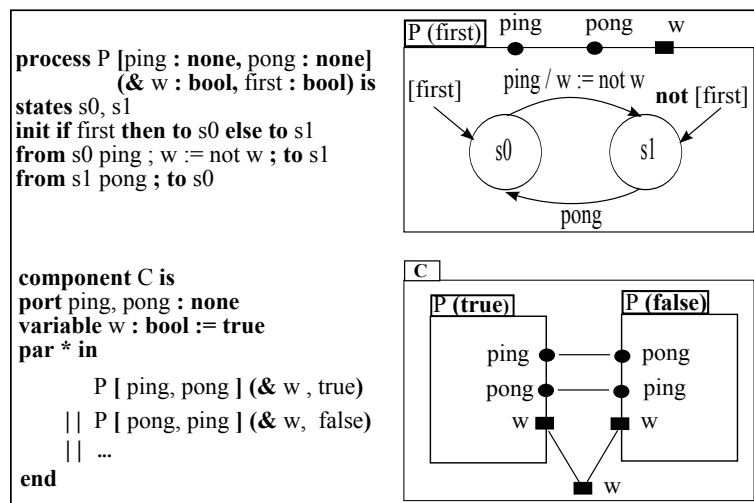 process P [ping : none, pong : none]
(& w : bool, first : bool) is
states s0, s1
init if first then to s0 else to s1
from s0 ping ; w := not w ; to s1
from s1 pong ; to s0
component C is
port ping, pong : none
variable w : bool := true
par * in
P [ ping, pong ] (& w , true)
|| P [ pong, ping ] (& w, false)
|| ...
end
P (first)
ping
pong
w
[first]
ping / w := not w
not [first]
s0
s1
pong
C
P (true)
P (false)
ping
pong
pong
ping
w
w
w